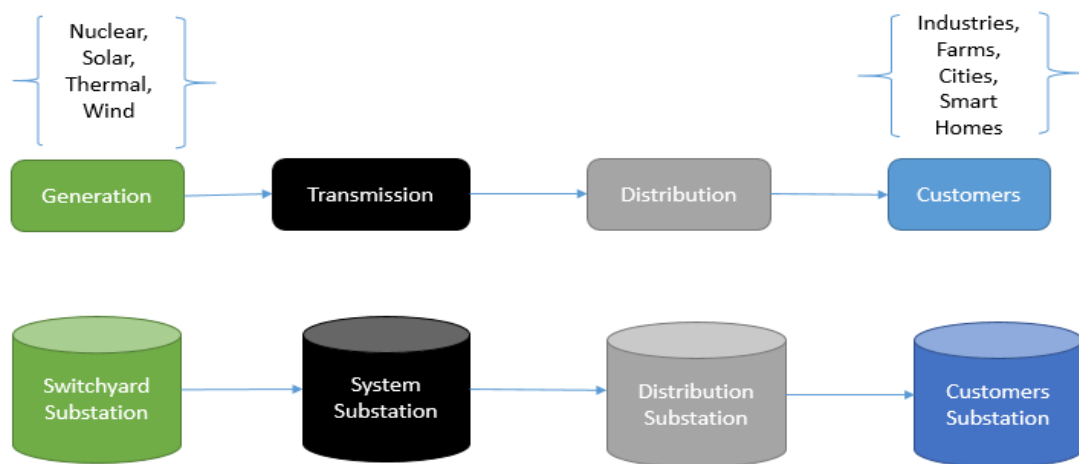 Nuclear,
Solar,
Thermal,
Wind
Industries,
Farms,
Cities,
Smart
Homes
Generation
Transmission
Distribution
Customers
Switchyard
Substation
System
Substation
Distribution
Substation
Customers
Substation